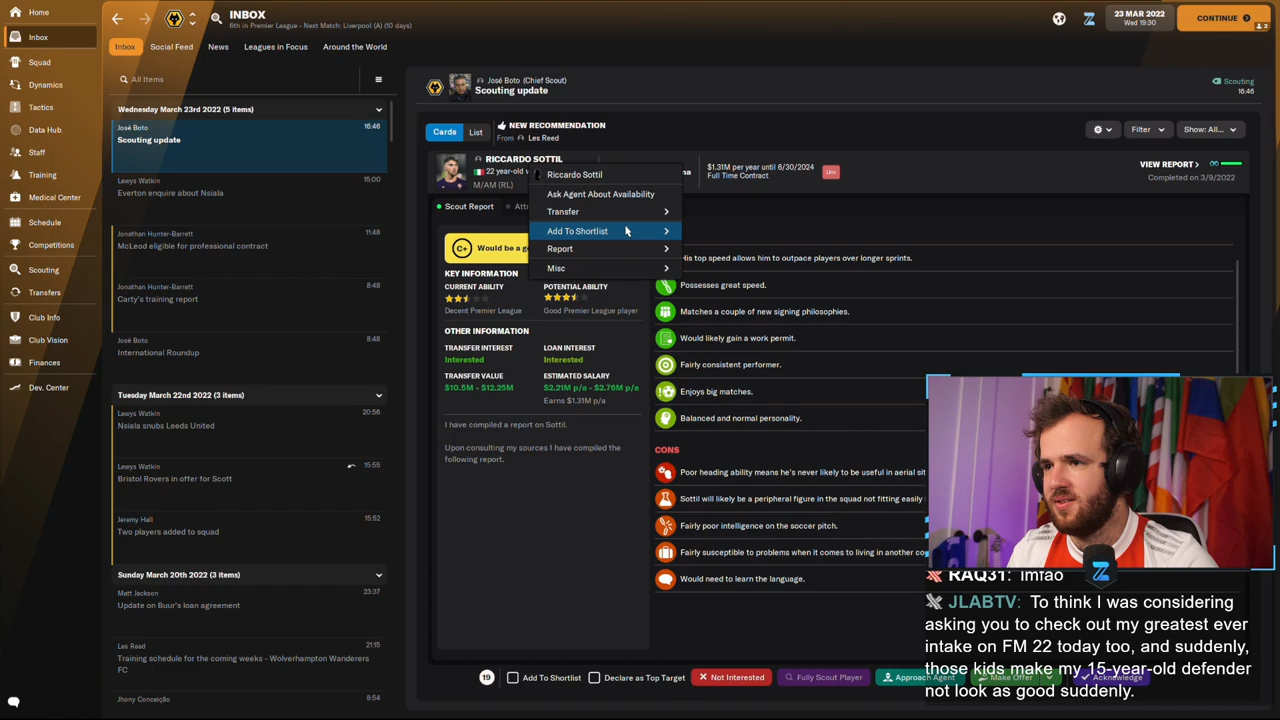 Home
INBOX
6th in Premier League - Next Match: Liverpool (A) (10 days)
23 MAR 2022
Wed 19:30
CONTINUE
2
Inbox
Squad
Dynamics
Tactics
Data Hub
Staff
Training
Medical Center
Schedule
Competitions
Scouting
Transfers
Club Info
Club Vision
Finances
Dev. Center
Inbox
Social Feed
News
Leagues in Focus
Around the World
All Items
Wednesday March 23rd 2022 (5 items)
José Boto
16:46
Scouting update
Lewys Watkin
15:00
Everton enquire about Nsiala
Jonathan Hunter-Barrett
11:48
McLeod eligible for professional contract
Jonathan Hunter-Barrett
8:48
Carty's training report
José Boto
8:48
International Roundup
Tuesday March 22nd 2022 (3 items)
Lewys Watkin
20:56
Nsiala snubs Leeds United
Lewys Watkin
15:55
Bristol Rovers in offer for Scott
Jeremy Hall
15:52
Two players added to squad
Sunday March 20th 2022 (3 items)
Matt Jackson
23:37
Update on Buur's loan agreement
Les Reed
21:15
Training schedule for the coming weeks - Wolverhampton Wanderers
FC
Jhony Conceição
8:54
José Boto (Chief Scout)
Scouting update
Scouting
16:46
Cards
List
NEW RECOMMENDATION
From Les Reed
Filter
Show: All...
RICCARDO SOTTIL
22 year-old
M/AM (RL)
$1.31M per year until 6/30/2024
Full Time Contract
Unv
VIEW REPORT >
Completed on 3/9/2022
Riccardo Sottil
Ask Agent About Availability
Transfer
Add To Shortlist
Report
Misc
Scout Report
C+
Would be a
KEY INFORMATION
CURRENT ABILITY
POTENTIAL ABILITY
Decent Premier League
Good Premier League player
OTHER INFORMATION
TRANSFER INTEREST
LOAN INTEREST
Interested
Interested
TRANSFER VALUE
ESTIMATED SALARY
$10.5M - $12.25M
$2.21M p/a - $2.76M p/a
Earns $1.31M p/a
I have compiled a report on Sottil.
Upon consulting my sources I have compiled the
following report.
His top speed allows him to outpace players over longer sprints.
Possesses great speed.
Matches a couple of new signing philosophies.
Would likely gain a work permit.
Fairly consistent performer.
Enjoys big matches.
Balanced and normal personality.
CONS
Poor heading ability means he's never likely to be useful in aerial
Sottil will likely be a peripheral figure in the squad not fitting easily
Fairly poor intelligence on the soccer pitch.
Fairly susceptible to problems when it comes to living in another
Would need to learn the language.
19
Add To Shortlist
Declare as Top Target
Not Interested
Fully Scout Player
Approach Agent
Make Offer
Acknowledge
RAQ31: lmfao
JLABTV: To think I was considering
asking you to check out my greatest ever
intake on FM 22 today too, and suddenly,
those kids make my 15-year-old defender
not look as good suddenly.